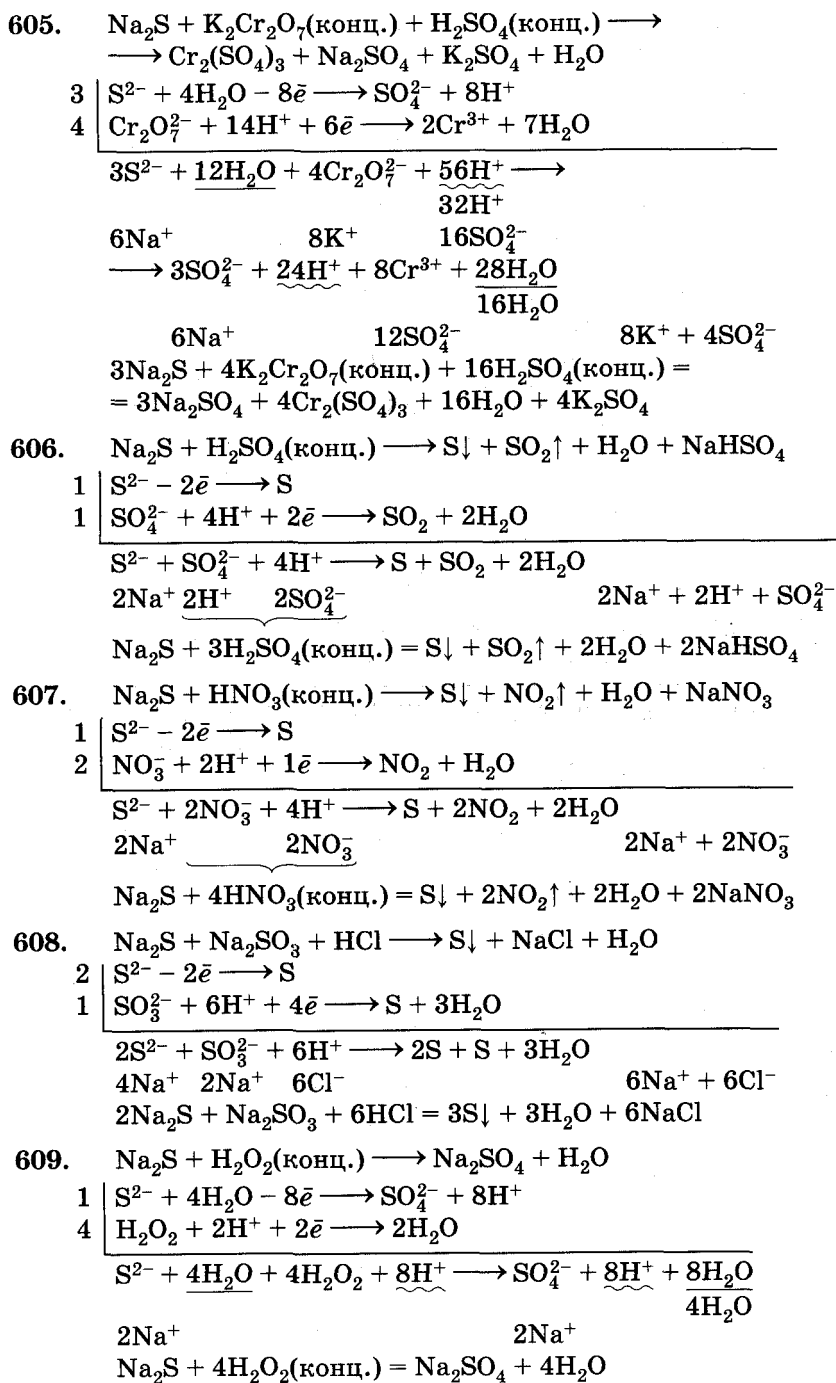 605. Na₂S + K₂Cr₂O₇(конц.) + H₂SO₄(конц.) ⟶
⟶ Cr₂(SO₄)₃ + Na₂SO₄ + K₂SO₄ + H₂O
3 | S²⁻ + 4H₂O – 8ē ⟶ SO₄²⁻ + 8H⁺
4 | Cr₂O₇²⁻ + 14H⁺ + 6ē ⟶ 2Cr³⁺ + 7H₂O
3S²⁻ + 12H₂O + 4Cr₂O₇²⁻ + 56H⁺ ⟶
32H⁺
6Na⁺ 8K⁺ 16SO₄²⁻
⟶ 3SO₄²⁻ + 24H⁺ + 8Cr³⁺ + 28H₂O
16H₂O
6Na⁺ 12SO₄²⁻ 8K⁺ + 4SO₄²⁻
3Na₂S + 4K₂Cr₂O₇(конц.) + 16H₂SO₄(конц.) =
= 3Na₂SO₄ + 4Cr₂(SO₄)₃ + 16H₂O + 4K₂SO₄
606. Na₂S + H₂SO₄(конц.) ⟶ S↓ + SO₂↑ + H₂O + NaHSO₄
1 | S²⁻ – 2ē ⟶ S
1 | SO₄²⁻ + 4H⁺ + 2ē ⟶ SO₂ + 2H₂O
S²⁻ + SO₄²⁻ + 4H⁺ ⟶ S + SO₂ + 2H₂O
2Na⁺ 2H⁺ 2SO₄²⁻ 2Na⁺ + 2H⁺ + SO₄²⁻
Na₂S + 3H₂SO₄(конц.) = S↓ + SO₂↑ + 2H₂O + 2NaHSO₄
607. Na₂S + HNO₃(конц.) ⟶ S↓ + NO₂↑ + H₂O + NaNO₃
1 | S²⁻ – 2ē ⟶ S
2 | NO₃⁻ + 2H⁺ + 1ē ⟶ NO₂ + H₂O
S²⁻ + 2NO₃⁻ + 4H⁺ ⟶ S + 2NO₂ + 2H₂O
2Na⁺ 2NO₃⁻ 2Na⁺ + 2NO₃⁻
Na₂S + 4HNO₃(конц.) = S↓ + 2NO₂↑ + 2H₂O + 2NaNO₃
608. Na₂S + Na₂SO₃ + HCl ⟶ S↓ + NaCl + H₂O
2 | S²⁻ – 2ē ⟶ S
1 | SO₃²⁻ + 6H⁺ + 4ē ⟶ S + 3H₂O
2S²⁻ + SO₃²⁻ + 6H⁺ ⟶ 2S + S + 3H₂O
4Na⁺ 2Na⁺ 6Cl⁻ 6Na⁺ + 6Cl⁻
2Na₂S + Na₂SO₃ + 6HCl = 3S↓ + 3H₂O + 6NaCl
609. Na₂S + H₂O₂(конц.) ⟶ Na₂SO₄ + H₂O
1 | S²⁻ + 4H₂O – 8ē ⟶ SO₄²⁻ + 8H⁺
4 | H₂O₂ + 2H⁺ + 2ē ⟶ 2H₂O
S²⁻ + 4H₂O + 4H₂O₂ + 8H⁺ ⟶ SO₄²⁻ + 8H⁺ + 8H₂O
4H₂O
2Na⁺ 2Na⁺
Na₂S + 4H₂O₂(конц.) = Na₂SO₄ + 4H₂O